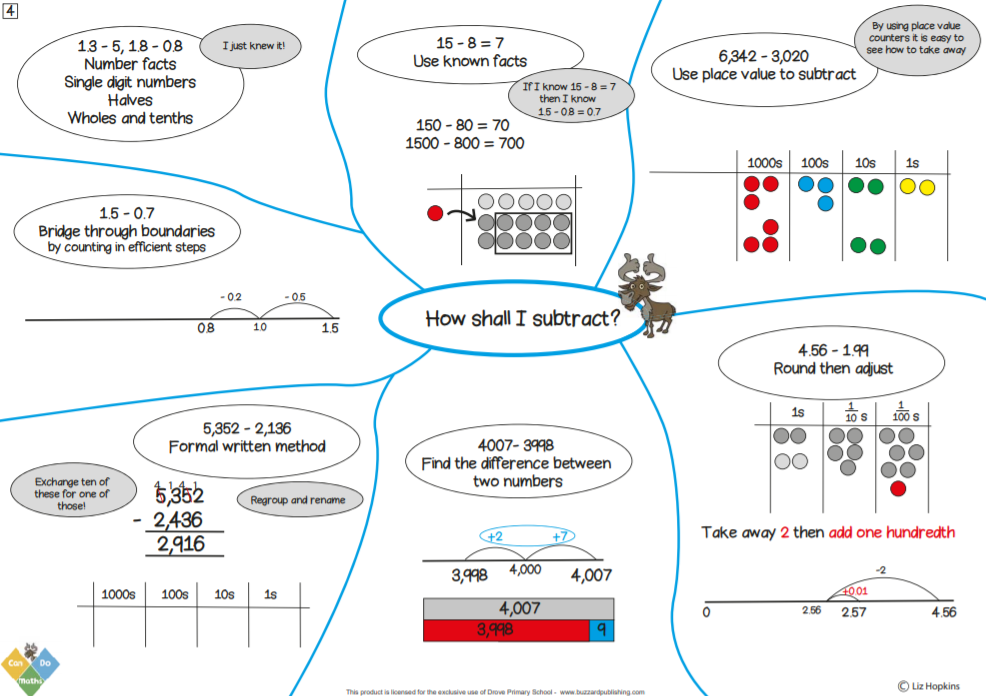 4
1.3 - 5, 1.8 - 0.8
Number facts
Single digit numbers
Halves
Wholes and tenths
I just knew it!
15 - 8 = 7
Use known facts
If I know 15 - 8 = 7
then I know
1.5 - 0.8 = 0.7
150 - 80 = 70
1500 - 800 = 700
6,342 - 3,020
Use place value to subtract
By using place value
counters it is easy to
see how to take away
1000s 100s 10s 1s
1.5 - 0.7
Bridge through boundaries
by counting in efficient steps
- 0.2 - 0.5
0.8 1.0 1.5
How shall I subtract?
4.56 - 1.99
Round then adjust
1s 1/10 s 1/100 s
Take away 2 then add one hundredth
-2
+0.01
0 2.56 2.57 4.56
5,352 - 2,136
Formal written method
Exchange ten of
these for one of
those!
Regroup and rename
4 1 4 1
5,352
- 2,436
2,916
1000s 100s 10s 1s
4007- 3998
Find the difference between
two numbers
+2 +7
3,998 4,000 4,007
4,007
3,998 9
Can Do
Maths
This product is licensed for the exclusive use of Drove Primary School - www.buzzardpublishing.com
© Liz Hopkins